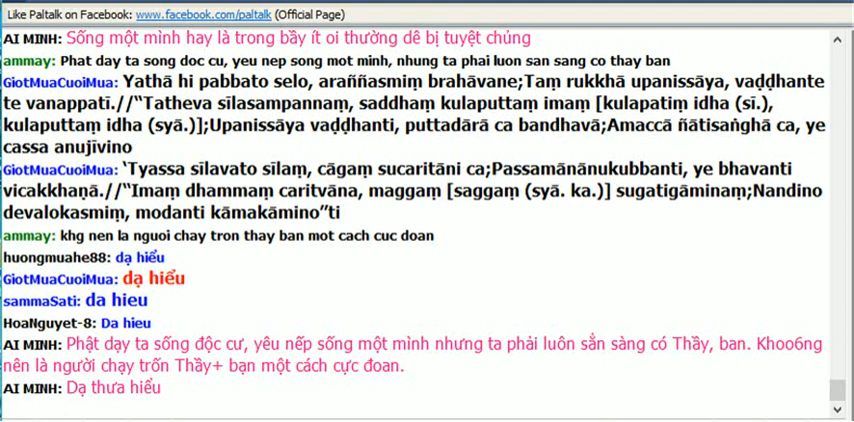 Like Paltalk on Facebook: www.facebook.com/paltalk (Official Page)
AI MINH: Sống một mình hay là trong bầy ít oi thường dê bị tuyệt chủng
ammay: Phat day ta song doc cu, yeu nep song mot minh, nhung ta phai luon san sang co thay ban
GiotMuaCuoiMua: Yathā hi pabbato selo, araññasmiṃ brahāvane;Taṃ rukkhā upanissāya, vaḍḍhante
te vanappatī.//“Tatheva sīlasampannaṃ, saddhaṃ kulaputtaṃ imaṃ [kulapatiṃ idha (sī.),
kulaputtaṃ idha (syā.)];Upanissāya vaḍḍhanti, puttadārā ca bandhavā;Amaccā ñātisaṅghā ca, ye
cassa anujīvino
GiotMuaCuoiMua: ‘Tyassa sīlavato sīlaṃ, cāgaṃ sucaritāni ca;Passamānānukubbanti, ye bhavanti
vicakkhaṇā.//“Imaṃ dhammaṃ caritvāna, maggaṃ [saggaṃ (syā. ka.)] sugatigāminaṃ;Nandino
devalokasmiṃ, modanti kāmakāmino”ti
ammay: khg nen la nguoi chay tron thay ban mot cach cuc doan
huongmuahe88: dạ hiểu
GiotMuaCuoiMua: dạ hiểu
sammaSati: da hieu
HoaNguyet-8: Da hieu
AI MINH: Phật dạy ta sống độc cư, yêu nếp sống một mình nhưng ta phải luôn sẳn sàng có Thầy, ban. Khoo6ng
nên là người chạy trốn Thầy+ bạn một cách cực đoan.
AI MINH: Dạ thưa hiểu